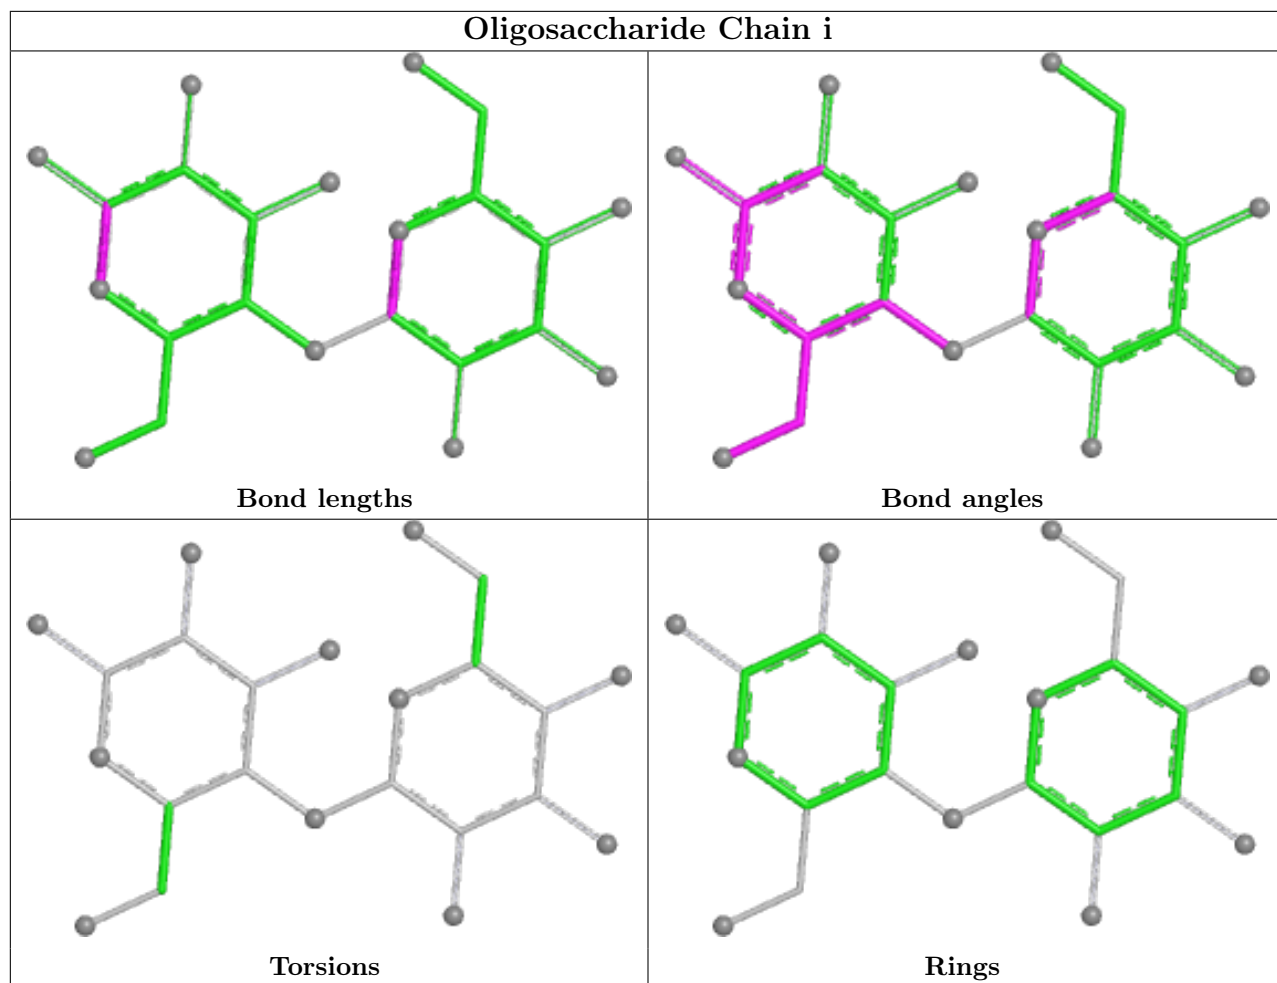 Oligosaccharide Chain i
Bond lengths
Bond angles
Torsions
Rings